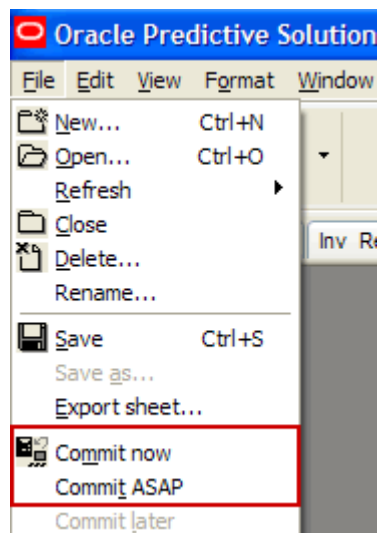 Oracle Predictive Solution
File Edit View Format Window
New... Ctrl+N
Open... Ctrl+O
Refresh
Close
Inv
Delete...
Rename...
Save Ctrl+S
Save as...
Export sheet...
Commit now
Commit ASAP
Commit later